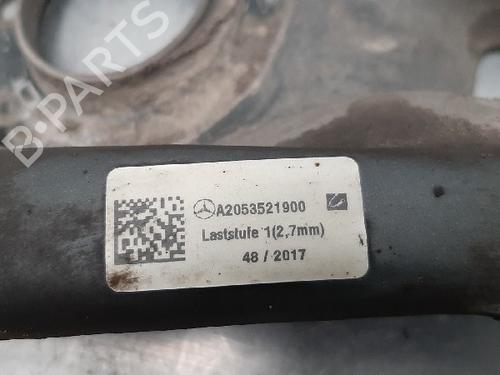 B-PARTS
A2053521900
Laststufe 1(2,7mm)
48 / 2017